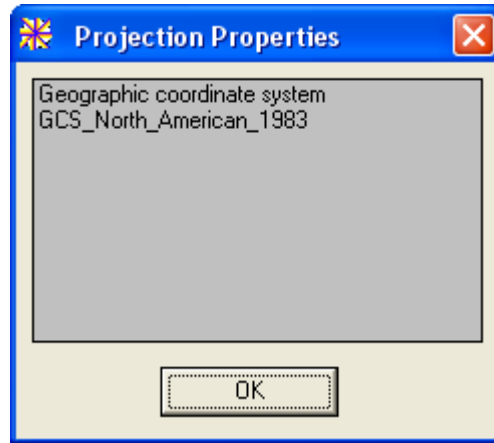 Projection Properties
Geographic coordinate system
GCS_North_American_1983
OK